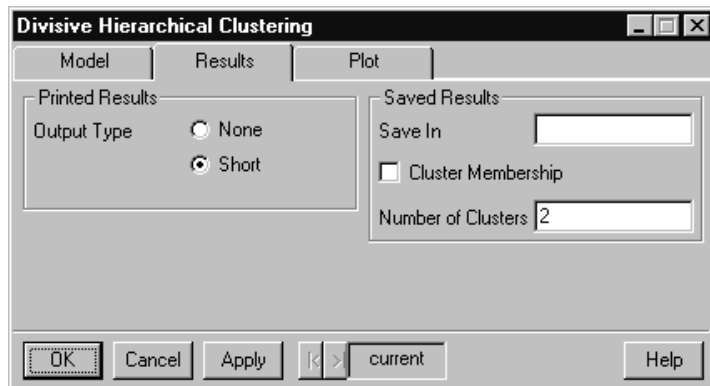 Divisive Hierarchical Clustering
Model Results Plot
Printed Results
Output Type
None
Short
Saved Results
Save In
Cluster Membership
Number of Clusters 2
OK Cancel Apply current Help